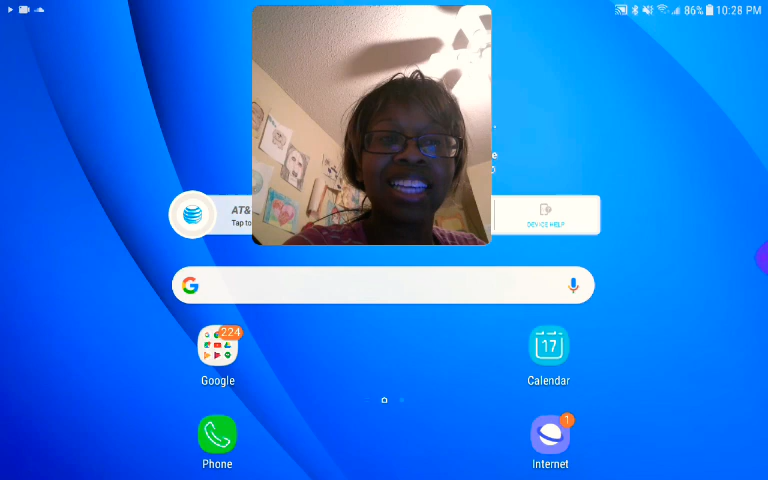 86% 10:28 PM
AT&
Tap to
DEVICE HELP
224
17
Google
Calendar
1
Phone
Internet